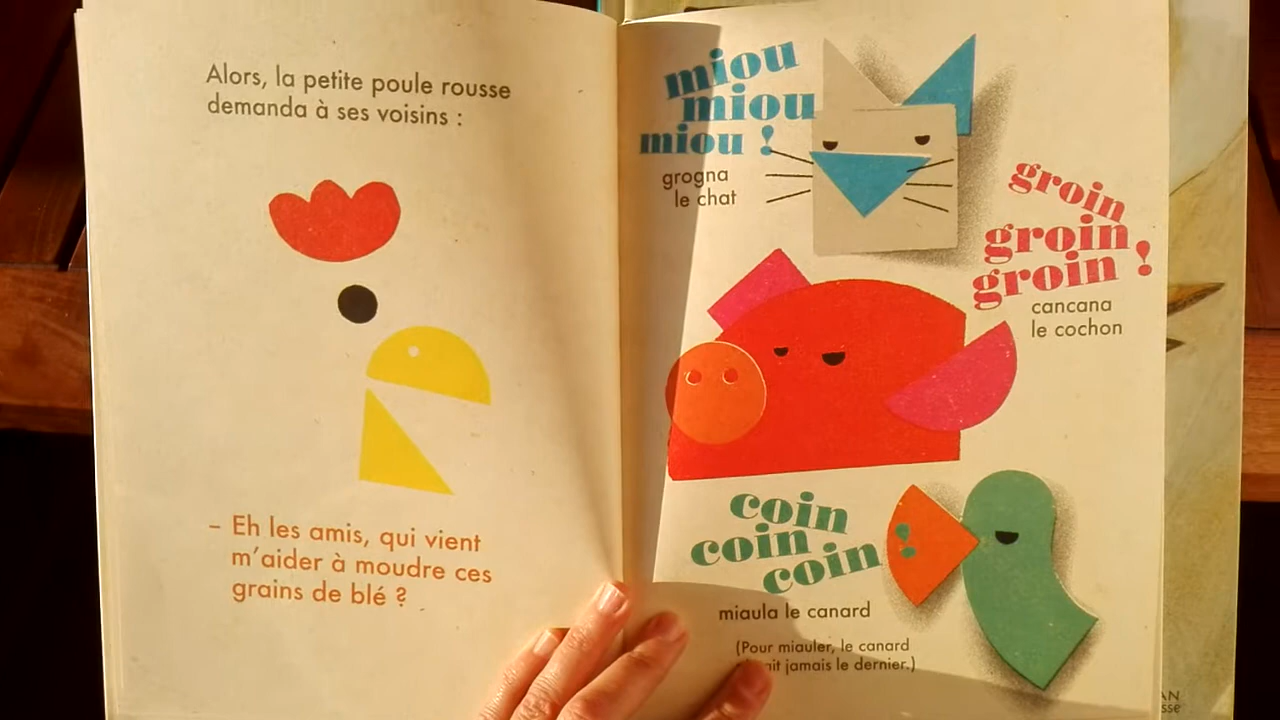 Alors, la petite poule rousse
demanda à ses voisins :
– Eh les amis, qui vient
m'aider à moudre ces
grains de blé ?
miou
miou
miou !
grogna
le chat
groin
groin
groin !
cancana
le cochon
coin
coin
coin
miaula le canard
(Pour miauler, le canard
jamais le dernier.)